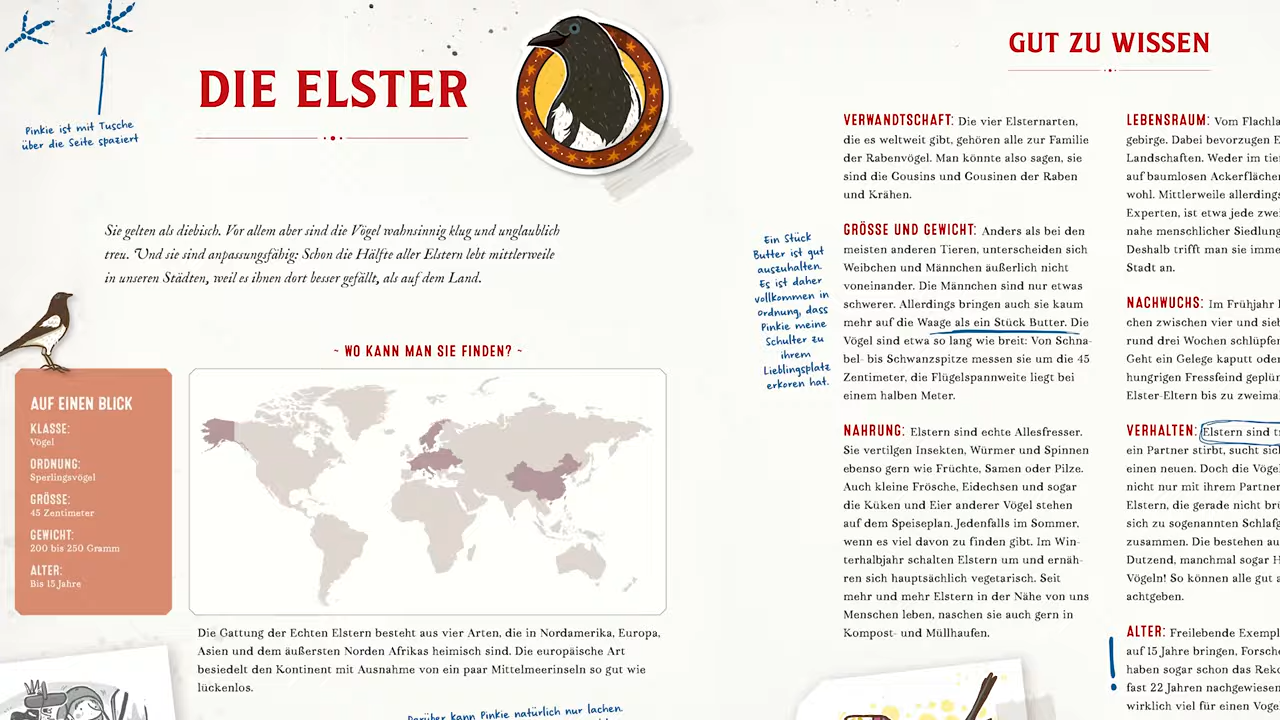 Pinkie ist mit Tusche
über die Seite spaziert
DIE ELSTER
Sie gelten als diebisch. Vor allem aber sind die Vögel wahnsinnig klug und unglaublich
treu. Und sie sind anpassungsfähig: Schon die Hälfte aller Elstern lebt mittlerweile
in unseren Städten, weil es ihnen dort besser gefällt, als auf dem Land.
~ WO KANN MAN SIE FINDEN? ~
AUF EINEN BLICK
KLASSE:
Vögel
ORDNUNG:
Sperlingsvögel
GRÖSSE:
45 Zentimeter
GEWICHT:
200 bis 250 Gramm
ALTER:
Bis 15 Jahre
Die Gattung der Echten Elstern besteht aus vier Arten, die in Nordamerika, Europa,
Asien und dem äußersten Norden Afrikas heimisch sind. Die europäische Art
besiedelt den Kontinent mit Ausnahme von ein paar Mittelmeerinseln so gut wie
lückenlos.
Darüber kann Pinkie natürlich nur lachen.
GUT ZU WISSEN
VERWANDTSCHAFT: Die vier Elsternarten,
die es weltweit gibt, gehören alle zur Familie
der Rabenvögel. Man könnte also sagen, sie
sind die Cousins und Cousinen der Raben
und Krähen.
GRÖSSE UND GEWICHT: Anders als bei den
meisten anderen Tieren, unterscheiden sich
Weibchen und Männchen äußerlich nicht
voneinander. Die Männchen sind nur etwas
schwerer. Allerdings bringen auch sie kaum
mehr auf die Waage als ein Stück Butter. Die
Vögel sind etwa so lang wie breit: Von Schna-
bel- bis Schwanzspitze messen sie um die 45
Zentimeter, die Flügelspannweite liegt bei
einem halben Meter.
Ein Stück
Butter ist gut
auszuhalten.
Es ist daher
vollkommen in
Ordnung, dass
Pinkie meine
Schulter zu
ihrem
Lieblingsplatz
erkoren hat.
NAHRUNG: Elstern sind echte Allesfresser.
Sie vertilgen Insekten, Würmer und Spinnen
ebenso gern wie Früchte, Samen oder Pilze.
Auch kleine Frösche, Eidechsen und sogar
die Küken und Eier anderer Vögel stehen
auf dem Speiseplan. Jedenfalls im Sommer,
wenn es viel davon zu finden gibt. Im Win-
terhalbjahr schalten Elstern um und ernäh-
ren sich hauptsächlich vegetarisch. Seit
mehr und mehr Elstern in der Nähe von uns
Menschen leben, naschen sie auch gern in
Kompost- und Müllhaufen.
LEBENSRAUM: Vom Flachla
gebirge. Dabei bevorzugen E
Landschaften. Weder im tie
auf baumlosen Ackerflächen
wohl. Mittlerweile allerdings
Experten, ist etwa jede zwei
nahe menschlicher Siedlung
Deshalb trifft man sie imme
Stadt an.
NACHWUCHS: Im Frühjahr l
chen zwischen vier und sieb
rund drei Wochen schlüpfen
Geht ein Gelege kaputt oder
hungrigen Fressfeind geplün
Elster-Eltern bis zu zweima
VERHALTEN: Elstern sind t
ein Partner stirbt, sucht sich
einen neuen. Doch die Vöge
nicht nur mit ihrem Partner
Elstern, die gerade nicht brü
sich zu sogenannten Schlafg
zusammen. Die bestehen au
Dutzend, manchmal sogar H
Vögeln! So können alle gut a
achtgeben.
ALTER: Freilebende Exempl
auf 15 Jahre bringen, Forsche
haben sogar schon das Reko
fast 22 Jahren nachgewiesen
wirklich viel für einen Voge